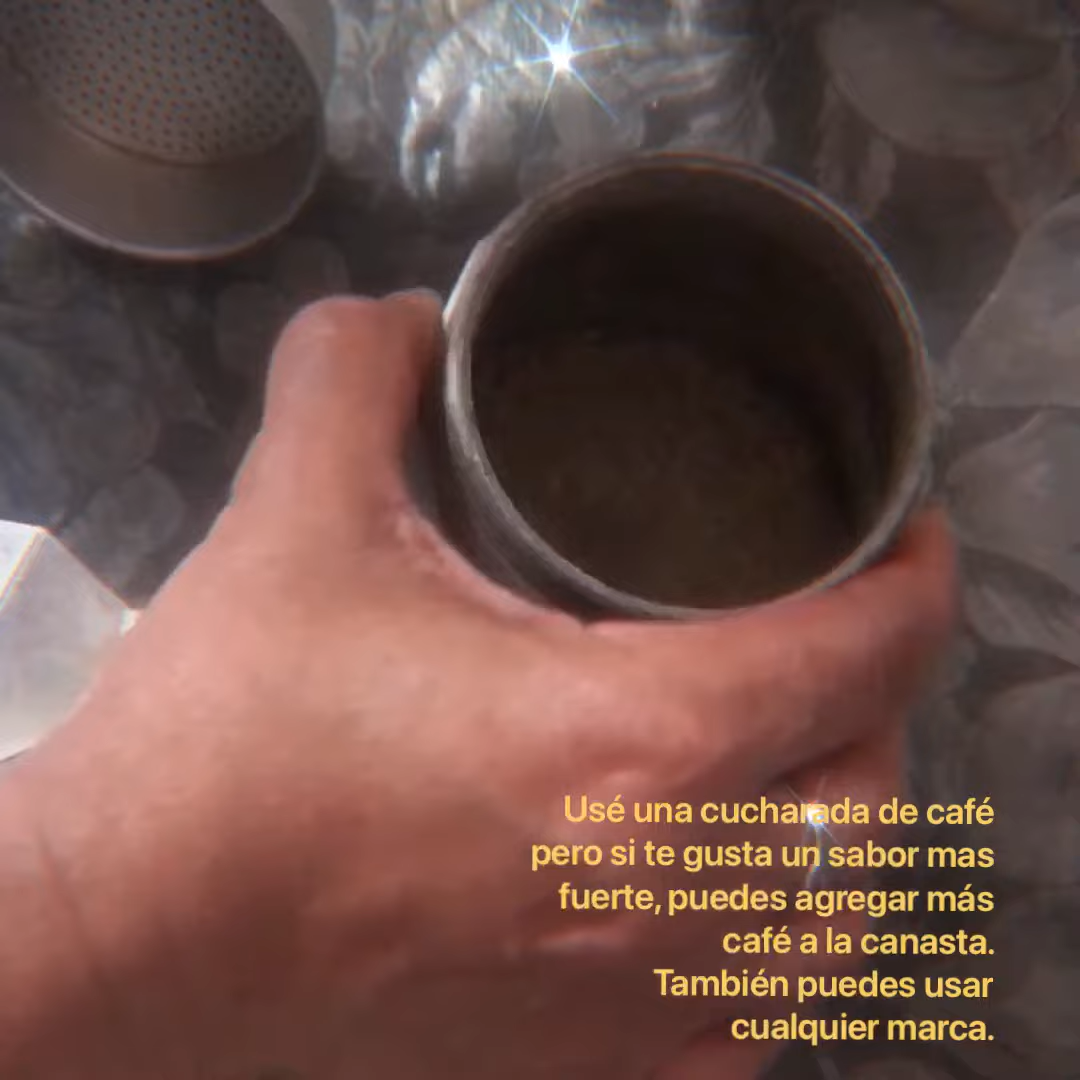 Usé una cucharada de café
pero si te gusta un sabor mas
fuerte, puedes agregar más
café a la canasta.
También puedes usar
cualquier marca.